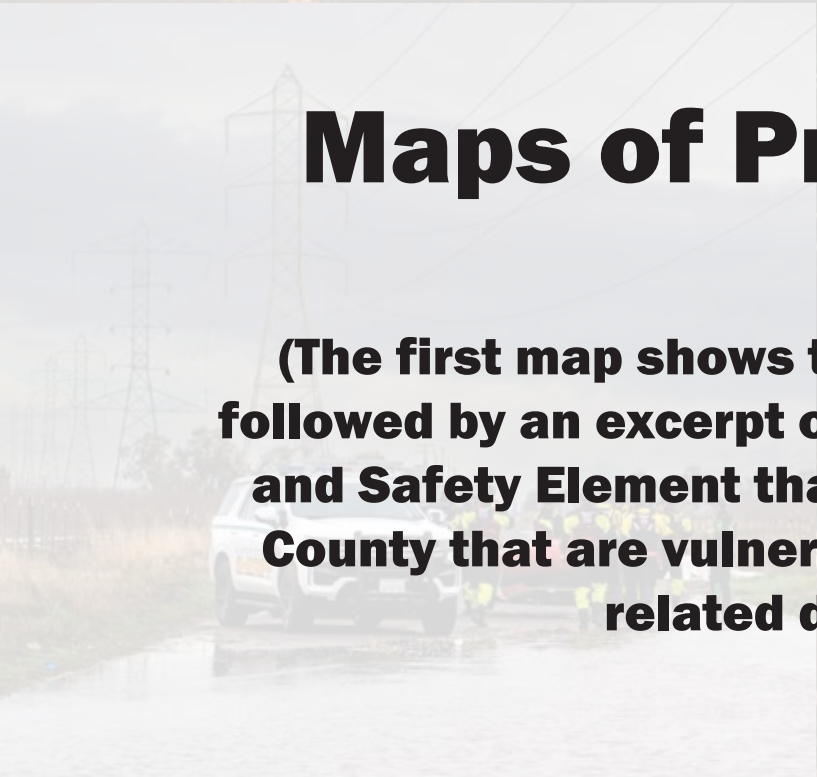 Maps of Pr
(The first map shows t
followed by an excerpt o
and Safety Element tha
County that are vulner
related d